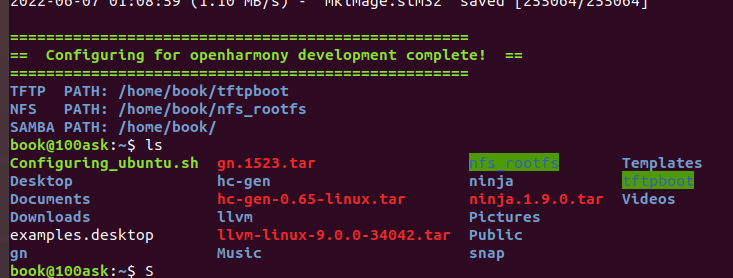 2022-06-07 01:08:59 (1.10 MB/s) - "mkimage.stm32" saved [255064/255064]
==================================================
==  Configuring for openharmony development complete!  ==
==================================================
TFTP  PATH: /home/book/tftpboot
NFS   PATH: /home/book/nfs_rootfs
SAMBA PATH: /home/book/
book@100ask:~$ ls
Configuring_ubuntu.sh  gn.1523.tar  nfs_rootfs  Templates
Desktop  hc-gen  ninja  tftpboot
Documents  hc-gen-0.65-linux.tar  ninja.1.9.0.tar  Videos
Downloads  llvm  Pictures
examples.desktop  llvm-linux-9.0.0-34042.tar  Public
gn  Music  snap
book@100ask:~$ S